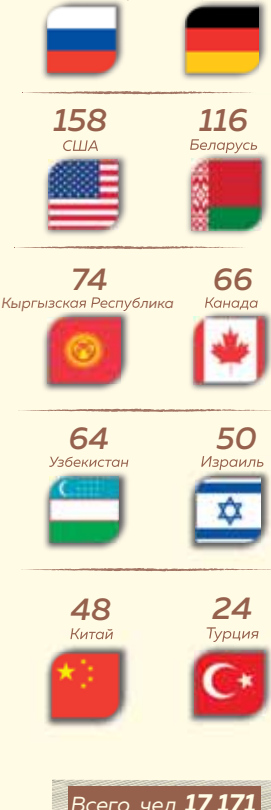 158 116
США Беларусь
74 66
Кыргызская Республика Канада
64 50
Узбекистан Израиль
48 24
Китай Турция
Всего, чел. 17 171